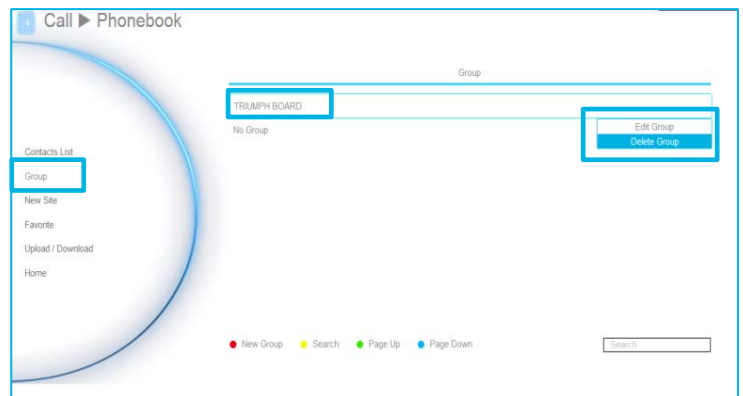 Call ▶ Phonebook
Group
TRIUMPH BOARD
No Group
Edit Group
Delete Group
Contacts List
Group
New Site
Favorite
Upload / Download
Home
New Group Search Page Up Page Down
Search